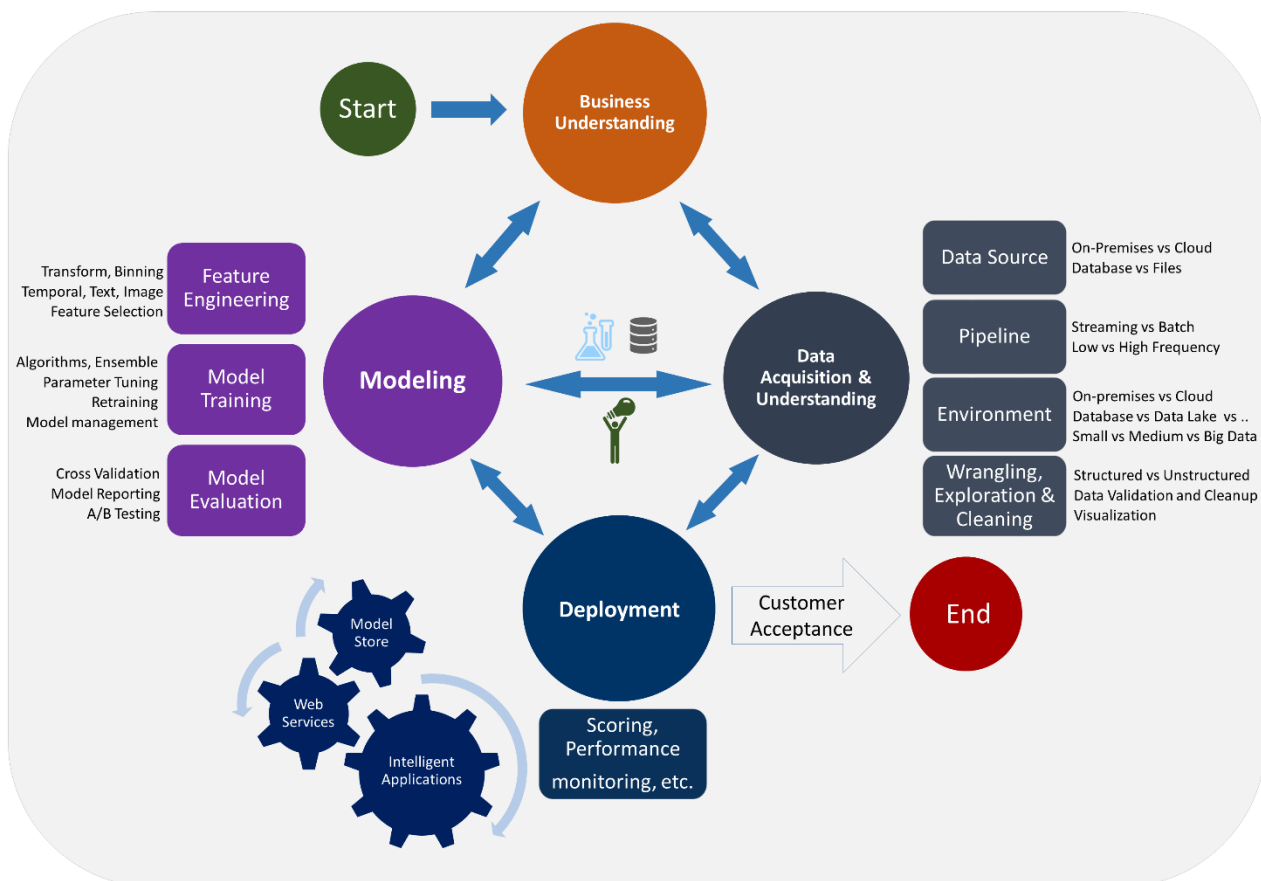 Start
Business
Understanding
Transform, Binning
Temporal, Text, Image
Feature Selection
Feature
Engineering
Algorithms, Ensemble
Parameter Tuning
Retraining
Model management
Model
Training
Cross Validation
Model Reporting
A/B Testing
Model
Evaluation
Modeling
Data
Acquisition &
Understanding
Data Source
On-Premises vs Cloud
Database vs Files
Pipeline
Streaming vs Batch
Low vs High Frequency
Environment
On-premises vs Cloud
Database vs Data Lake vs ..
Small vs Medium vs Big Data
Wrangling,
Exploration &
Cleaning
Structured vs Unstructured
Data Validation and Cleanup
Visualization
Deployment
Customer
Acceptance
End
Model
Store
Web
Services
Intelligent
Applications
Scoring,
Performance
monitoring, etc.